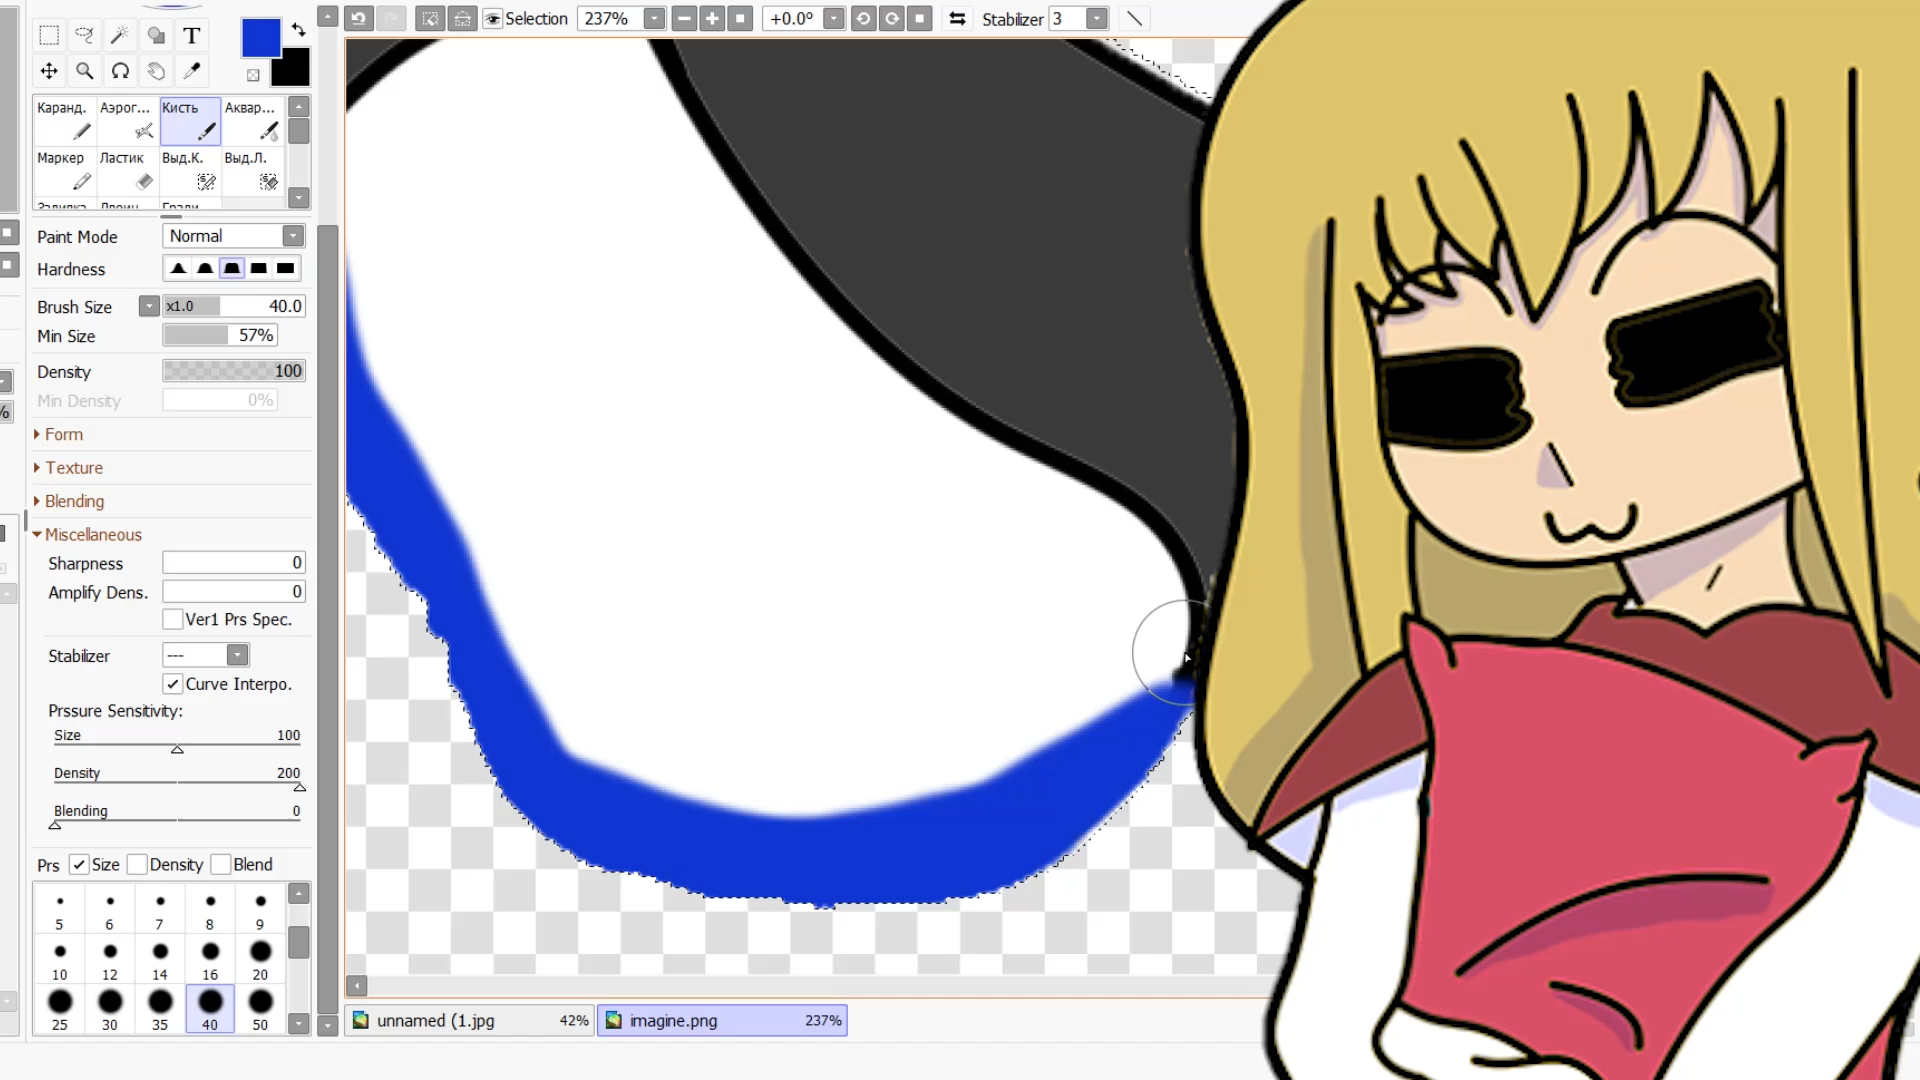 Selection 237% +0.0° Stabilizer 3
T
Каранд. Аэрог... Кисть Аквар...
Маркер Ластик Выд.К. Выд.Л.
Paint Mode Normal
Hardness
Brush Size x1.0 40.0
Min Size 57%
Density 100
Min Density 0%
%
Form
Texture
Blending
Miscellaneous
Sharpness 0
Amplify Dens. 0
Ver1 Prs Spec.
Stabilizer ---
Curve Interpo.
Prssure Sensitivity:
Size 100
Density 200
Blending 0
Prs Size Density Blend
5 6 7 8 9
10 12 14 16 20
25 30 35 40 50
unnamed (1.jpg 42% imagine.png 237%